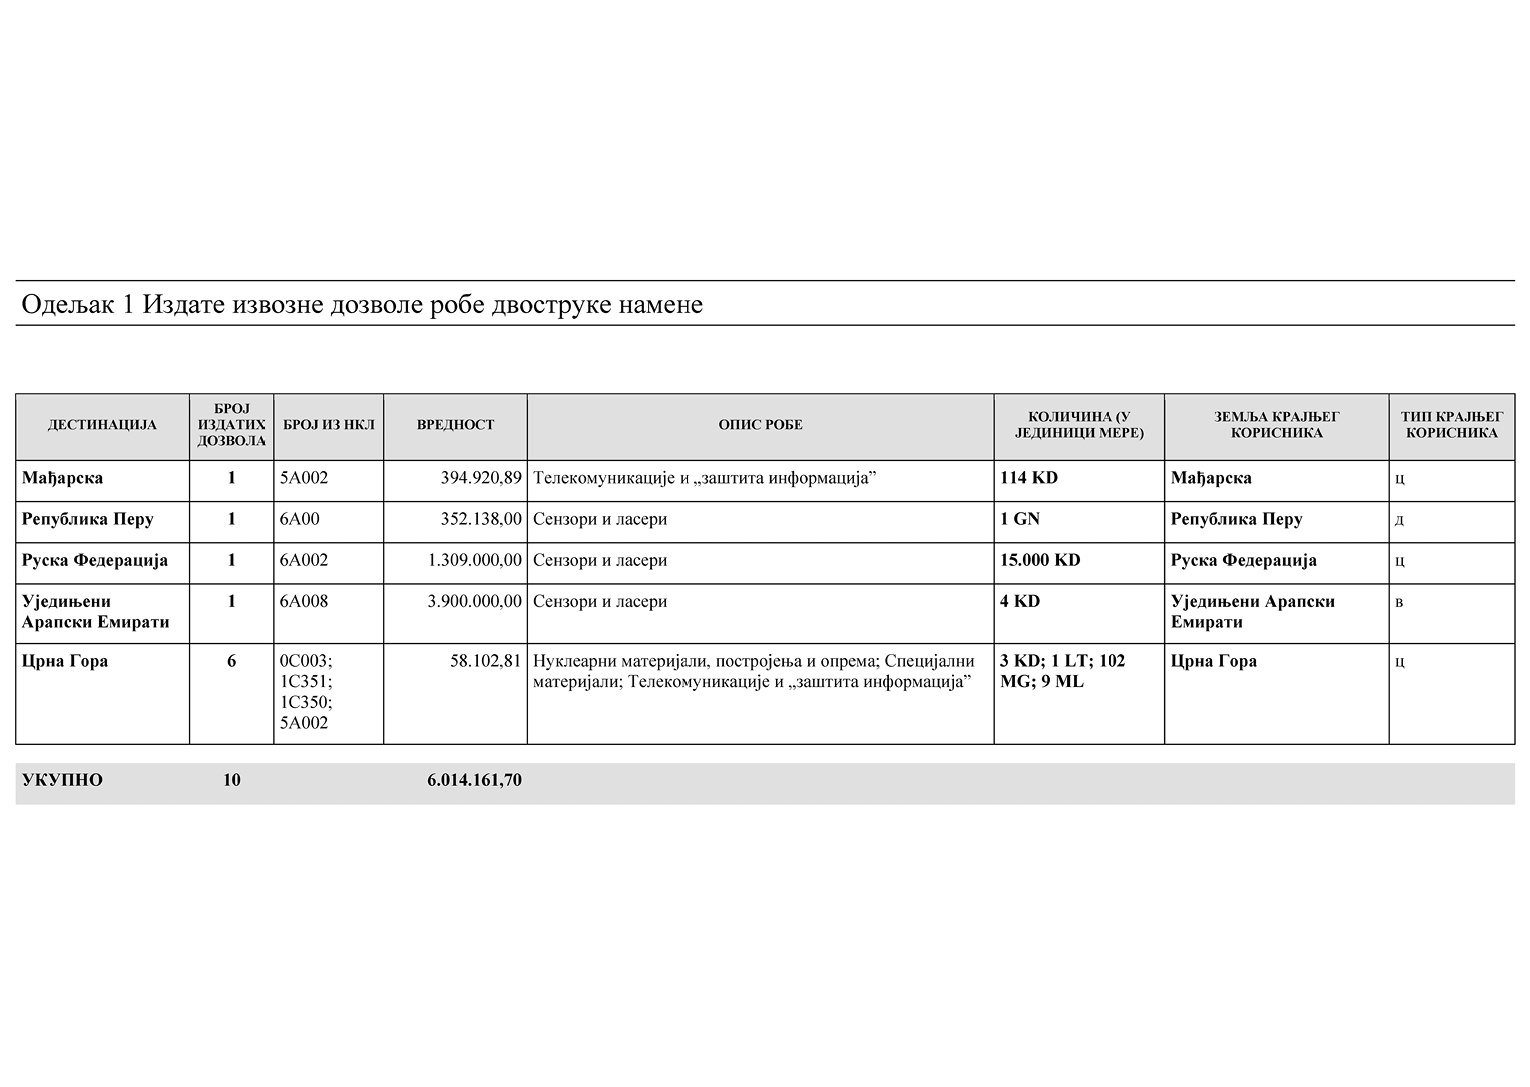 Одељак 1 Издате извозне дозволе робе двоструке намене
ДЕСТИНАЦИЈА
БРОЈ
ИЗДАТИХ
ДОЗВОЛА
БРОЈ ИЗ НКЛ
ВРЕДНОСТ
ОПИС РОБЕ
КОЛИЧИНА (У
ЈЕДИНИЦИ МЕРЕ)
ЗЕМЉА КРАЈЊЕГ
КОРИСНИКА
ТИП КРАЈЊЕГ
КОРИСНИКА
Мађарска 1 5A002 394.920,89 Телекомуникације и „заштита информација” 114 KD Мађарска ц
Република Перу 1 6A00 352.138,00 Сензори и ласери 1 GN Република Перу д
Руска Федерација 1 6A002 1.309.000,00 Сензори и ласери 15.000 KD Руска Федерација ц
Уједињени 1 6A008 3.900.000,00 Сензори и ласери 4 KD Уједињени Арапски в
Арапски Емирати Емирати
Црна Гора 6 0C003; 58.102,81 Нуклеарни материјали, постројења и опрема; Специјални 3 KD; 1 LT; 102 Црна Гора ц
1C351; материјали; Телекомуникације и „заштита информација” MG; 9 ML
1C350;
5A002
УКУПНО 10 6.014.161,70